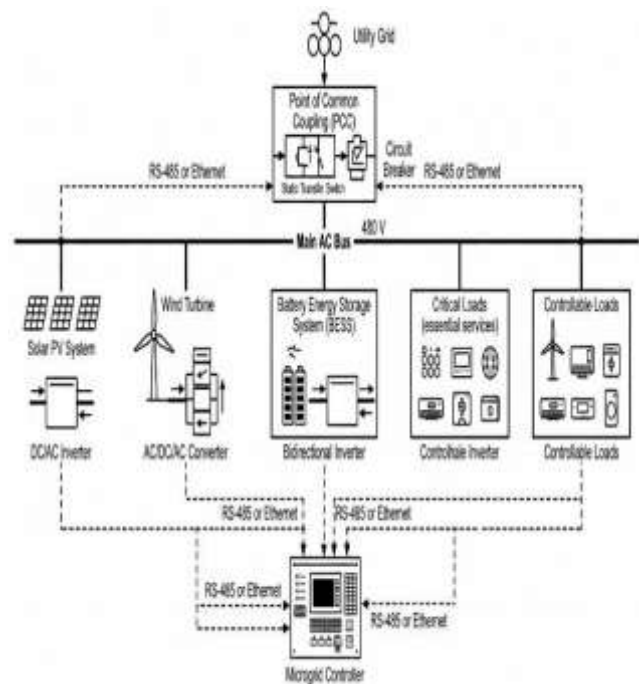 Utility Grid
Point of Common
Coupling (PCC)
Circuit
Breaker
Static Transfer Switch
RS-485 or Ethernet
RS-485 or Ethernet
Main AC Bus
480 V
Solar PV System
DC/AC Inverter
Wind Turbine
AC/DC/AC Converter
Battery Energy Storage
System (BESS)
Bidirectional Inverter
Critical Loads
(essential services)
Controlhale Inverter
Controllable Loads
Controllable Loads
RS-485 or Ethernet
RS-485 or Ethernet
RS-485 or Ethernet
RS-485 or Ethernet
Microgrid Controller